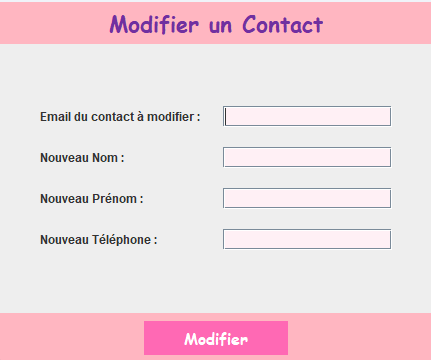 Modifier un Contact
Email du contact à modifier :
Nouveau Nom :
Nouveau Prénom :
Nouveau Téléphone :
Modifier